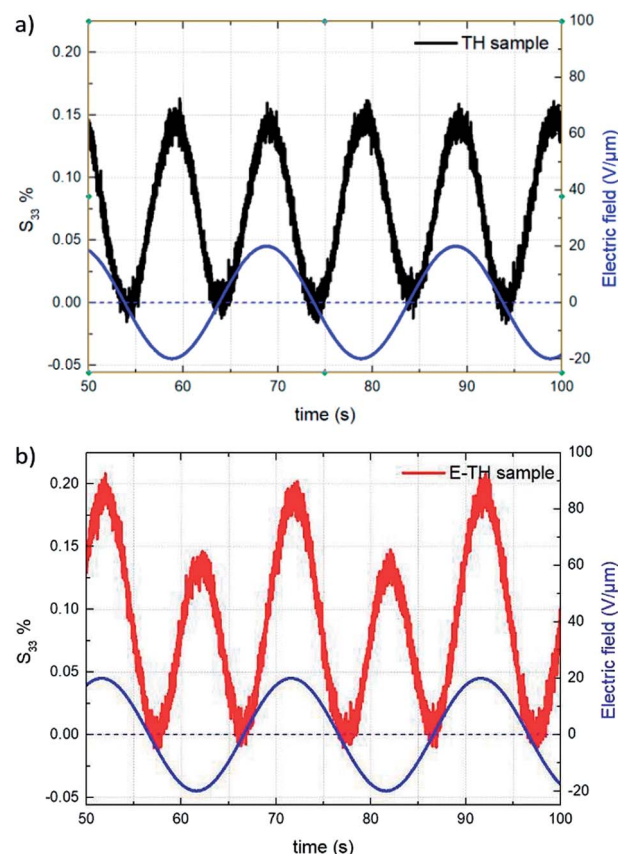 a)
TH sample
0.20
0.15
0.10
0.05
0.00
-0.05
S33 %
100
80
60
40
20
0
-20
Electric field (V/µm)
50 60 70 80 90 100
time (s)
b)
E-TH sample
0.20
0.15
0.10
0.05
0.00
-0.05
S33 %
100
80
60
40
20
0
-20
Electric field (V/µm)
50 60 70 80 90 100
time (s)